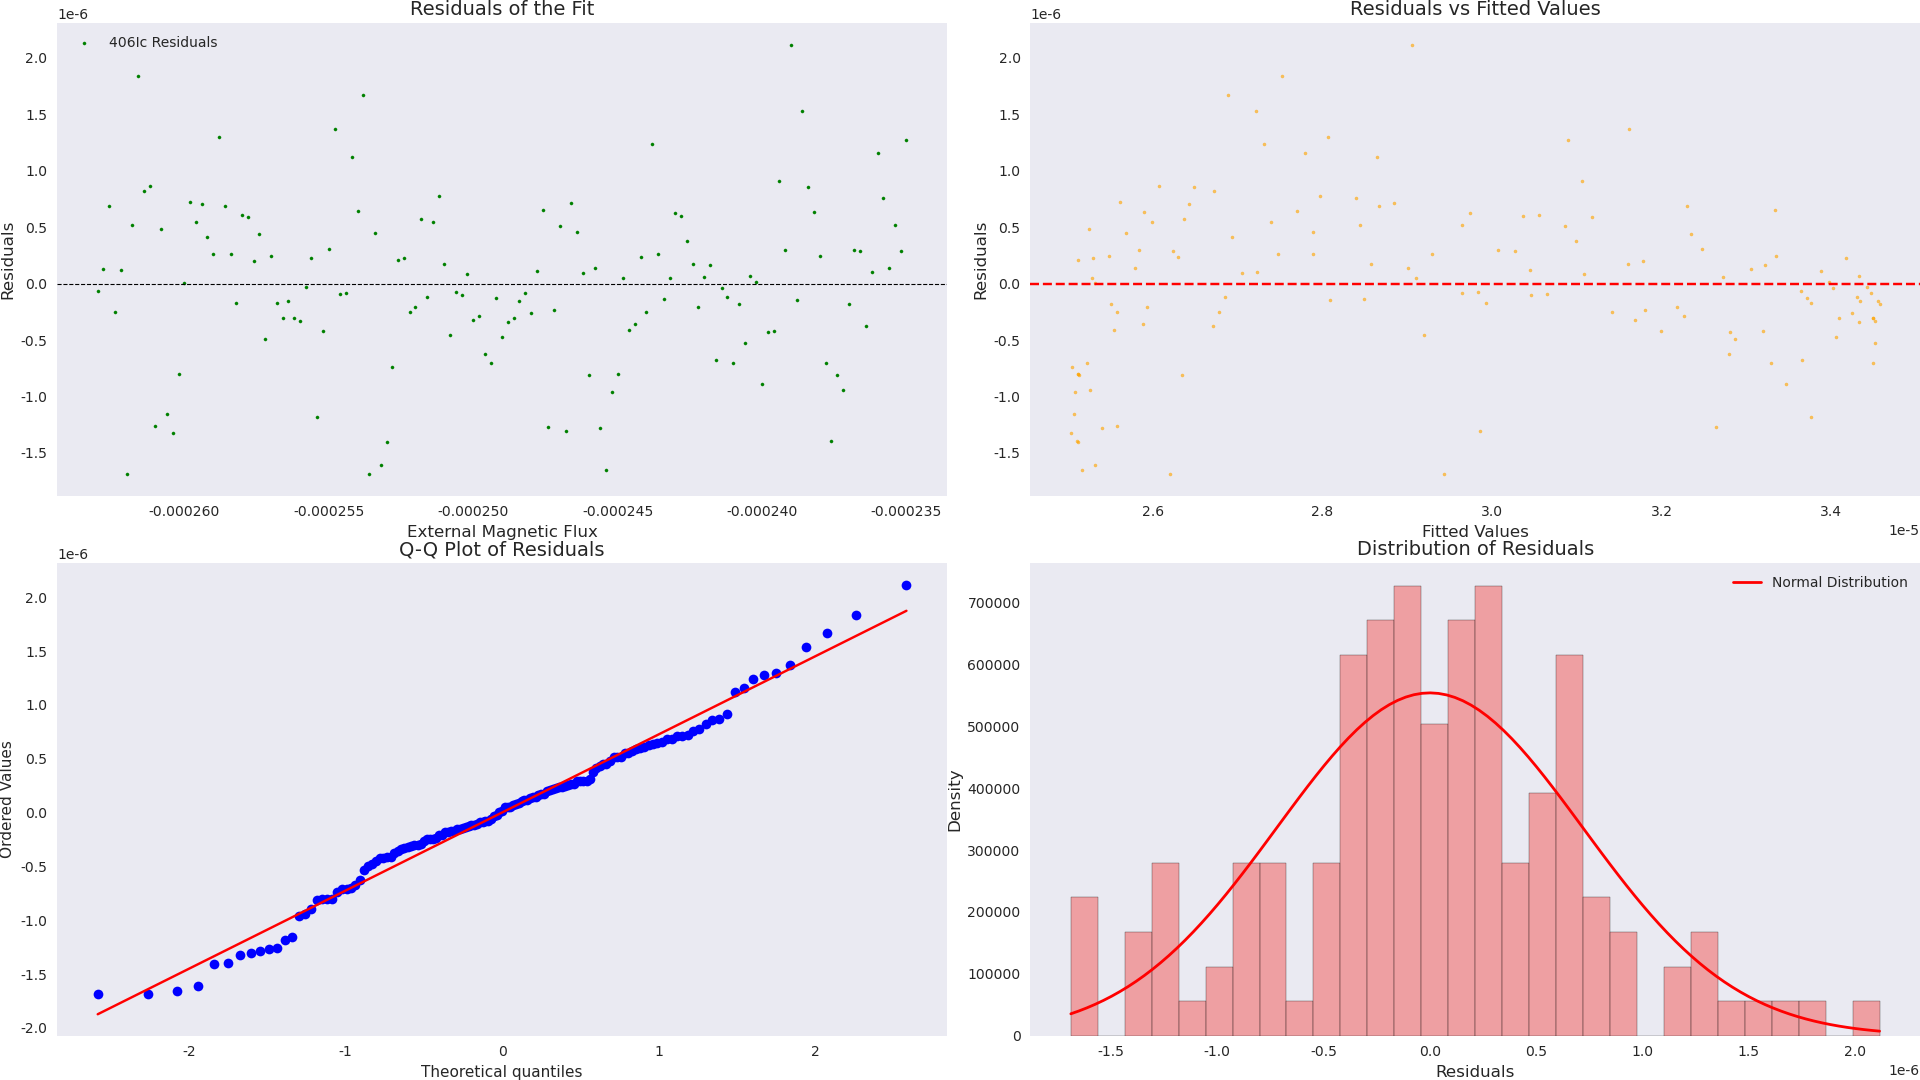 Residuals of the Fit
1e-6
406Ic Residuals
2.0
1.5
1.0
0.5
0.0
-0.5
-1.0
-1.5
Residuals
-0.000260 -0.000255 -0.000250 -0.000245 -0.000240 -0.000235
External Magnetic Flux
Residuals vs Fitted Values
1e-6
2.0
1.5
1.0
0.5
0.0
-0.5
-1.0
-1.5
Residuals
2.6 2.8 3.0 3.2 3.4
1e-5
Fitted Values
Q-Q Plot of Residuals
1e-6
2.0
1.5
1.0
0.5
0.0
-0.5
-1.0
-1.5
-2.0
Ordered Values
-2 -1 0 1 2
Theoretical quantiles
Distribution of Residuals
Normal Distribution
700000
600000
500000
400000
300000
200000
100000
0
Density
-1.5 -1.0 -0.5 0.0 0.5 1.0 1.5 2.0
1e-6
Residuals